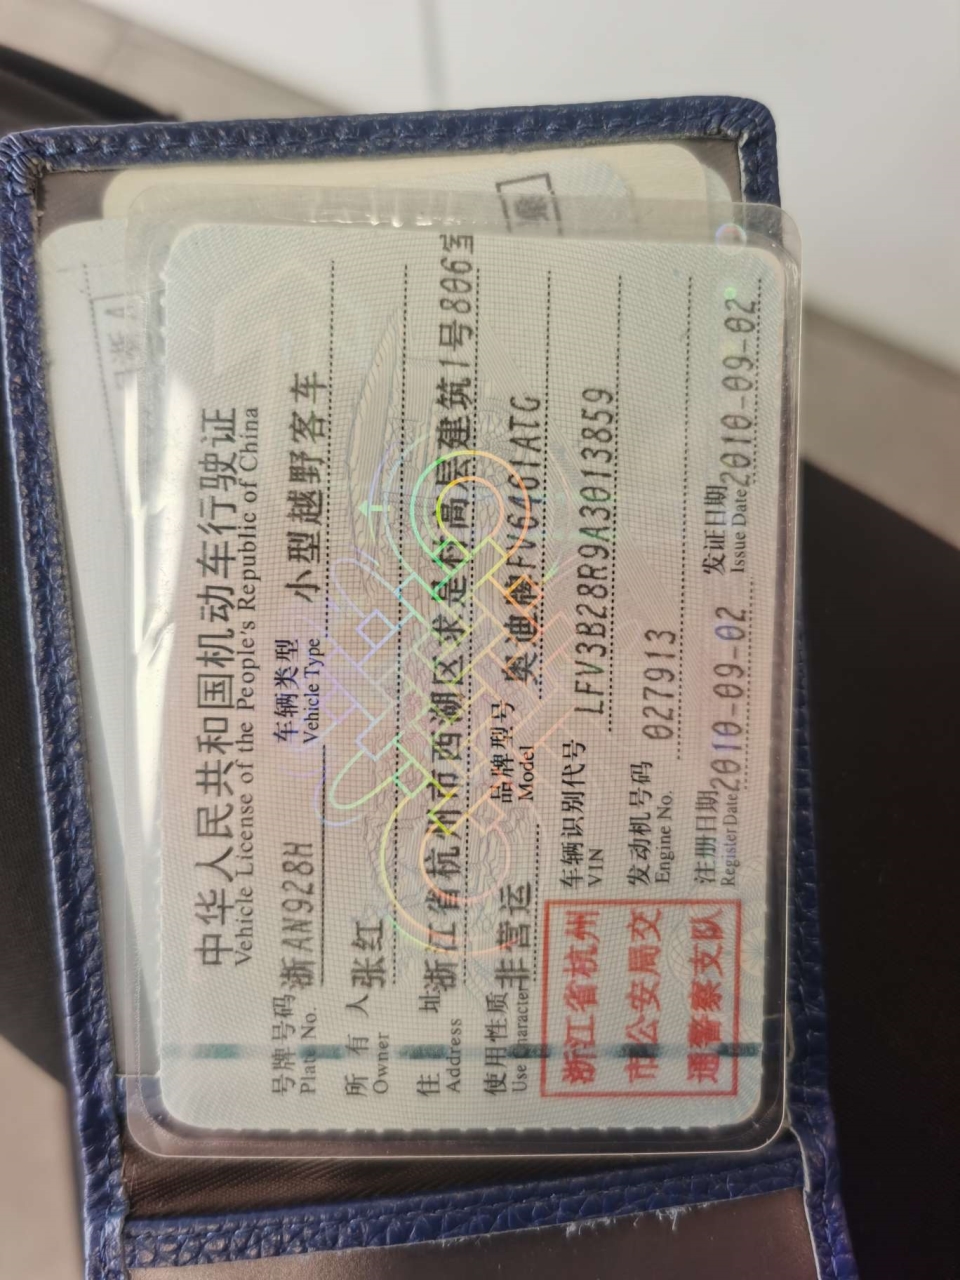 中华人民共和国机动车行驶证
Vehicle License of the People's Republic of China
号牌号码 浙AN928H 车辆类型 小型越野客车
Plate No. Vehicle Type
所有人 张红
Owner
住址 浙江省杭州市西湖区求是村高层建筑1号806室
Address
使用性质 非营运 品牌型号 奥迪牌FV6461ATG
Use Character Model
浙江省杭州
市公安局交
通警察支队
车辆识别代号 LFV3B28R9A3013859
VIN
发动机号码 027913
Engine No.
注册日期 2010-09-02 发证日期 2010-09-02
Register Date Issue Date